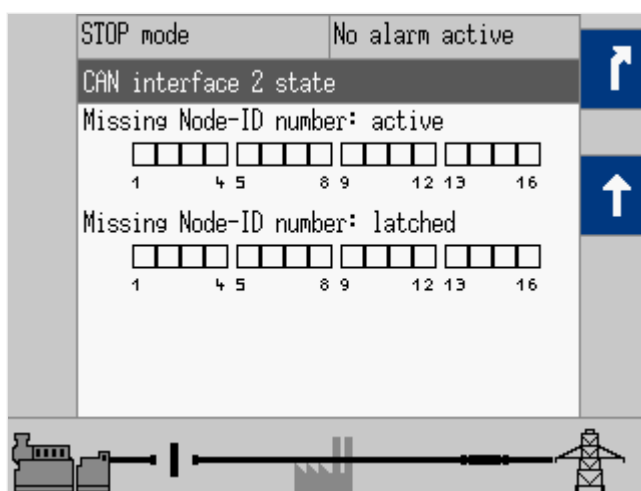 STOP mode No alarm active
CAN interface 2 state
Missing Node-ID number: active
1 4 5 8 9 12 13 16
Missing Node-ID number: latched
1 4 5 8 9 12 13 16